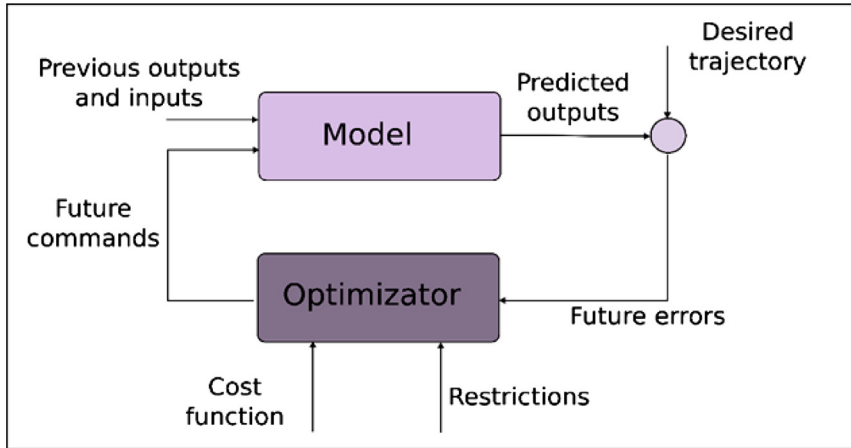 Desired
trajectory
Previous outputs
and inputs
Predicted
outputs
Model
Future
commands
Optimizator
Future errors
Cost
function
Restrictions